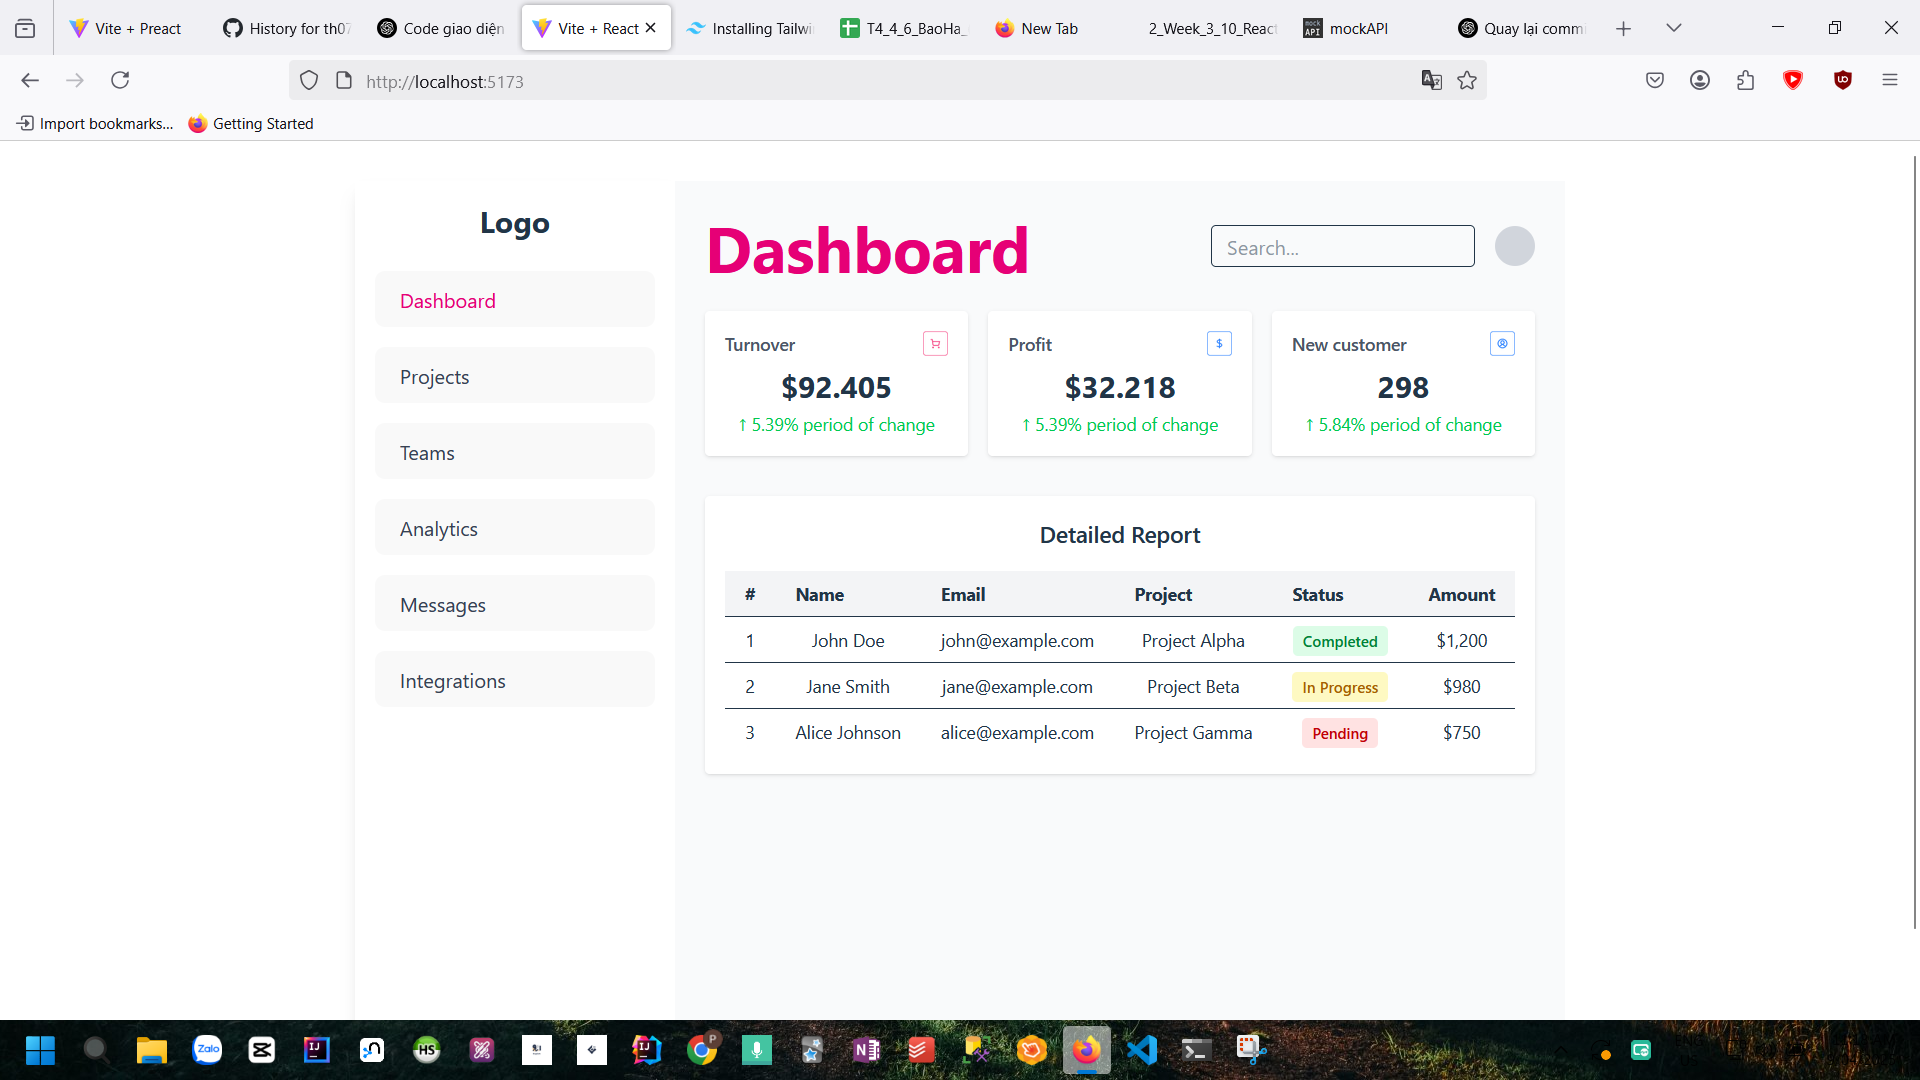 Vite + Preact
History for th07
Code giao diện
Vite + React
Installing Tailwi
T4_4_6_BaoHa_
New Tab
2_Week_3_10_React
mockAPI
Quay lại commi
http://localhost:5173
Import bookmarks...
Getting Started
Logo
Dashboard
Projects
Teams
Analytics
Messages
Integrations
Dashboard
Search...
Turnover
$92.405
↑ 5.39% period of change
Profit
$
$32.218
↑ 5.39% period of change
New customer
298
↑ 5.84% period of change
Detailed Report
# Name Email Project Status Amount
1 John Doe john@example.com Project Alpha Completed $1,200
2 Jane Smith jane@example.com Project Beta In Progress $980
3 Alice Johnson alice@example.com Project Gamma Pending $750